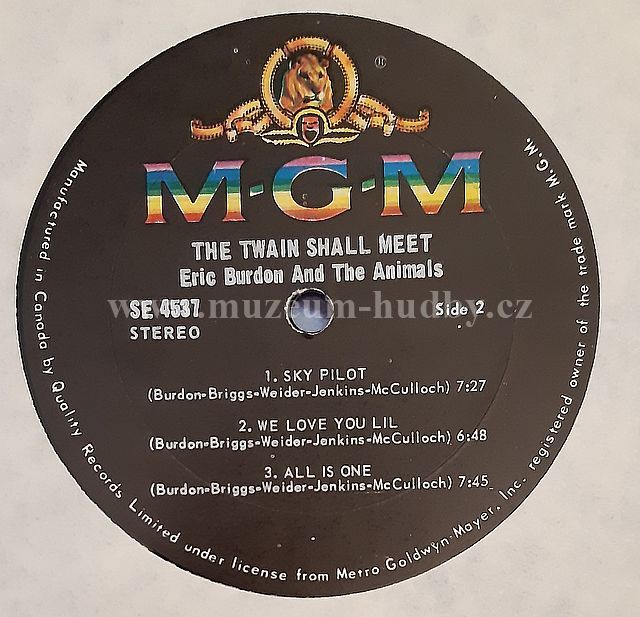 ®
M-G-M
THE TWAIN SHALL MEET
Eric Burdon And The Animals
www.muzeum-hudby.cz
SE 4537
Side 2
STEREO
1. SKY PILOT
(Burdon-Briggs-Weider-Jenkins-McCulloch) 7:27
2. WE LOVE YOU LIL
(Burdon-Briggs-Weider-Jenkins-McCulloch) 6:48
3. ALL IS ONE
(Burdon-Briggs-Weider-Jenkins-McCulloch) 7:45
Manufactured in Canada by Quality Records Limited under license from Metro Goldwyn-Mayer, Inc. registered owner of the trade mark M.G.M.